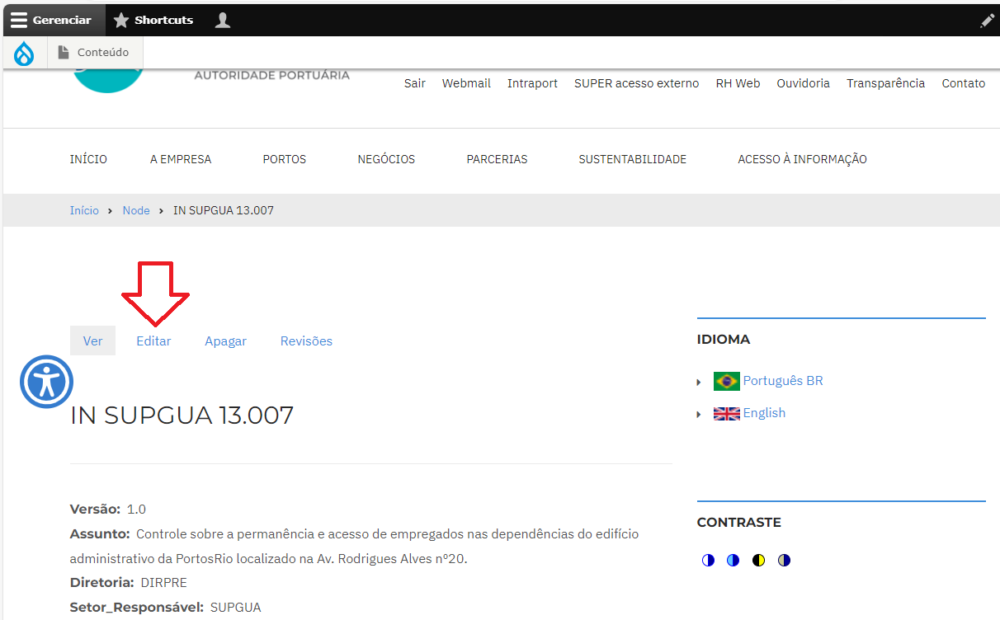 Gerenciar Shortcuts
Conteúdo
AUTORIDADE PORTUÁRIA
Sair Webmail Intraport SUPER acesso externo RH Web Ouvidoria Transparência Contato
INÍCIO A EMPRESA PORTOS NEGÓCIOS PARCERIAS SUSTENTABILIDADE ACESSO À INFORMAÇÃO
Início › Node › IN SUPGUA 13.007
Ver Editar Apagar Revisões
IN SUPGUA 13.007
Versão: 1.0
Assunto: Controle sobre a permanência e acesso de empregados nas dependências do edifício
administrativo da PortosRio localizado na Av. Rodrigues Alves nº20.
Diretoria: DIRPRE
Setor_Responsável: SUPGUA
IDIOMA
Português BR
English
CONTRASTE